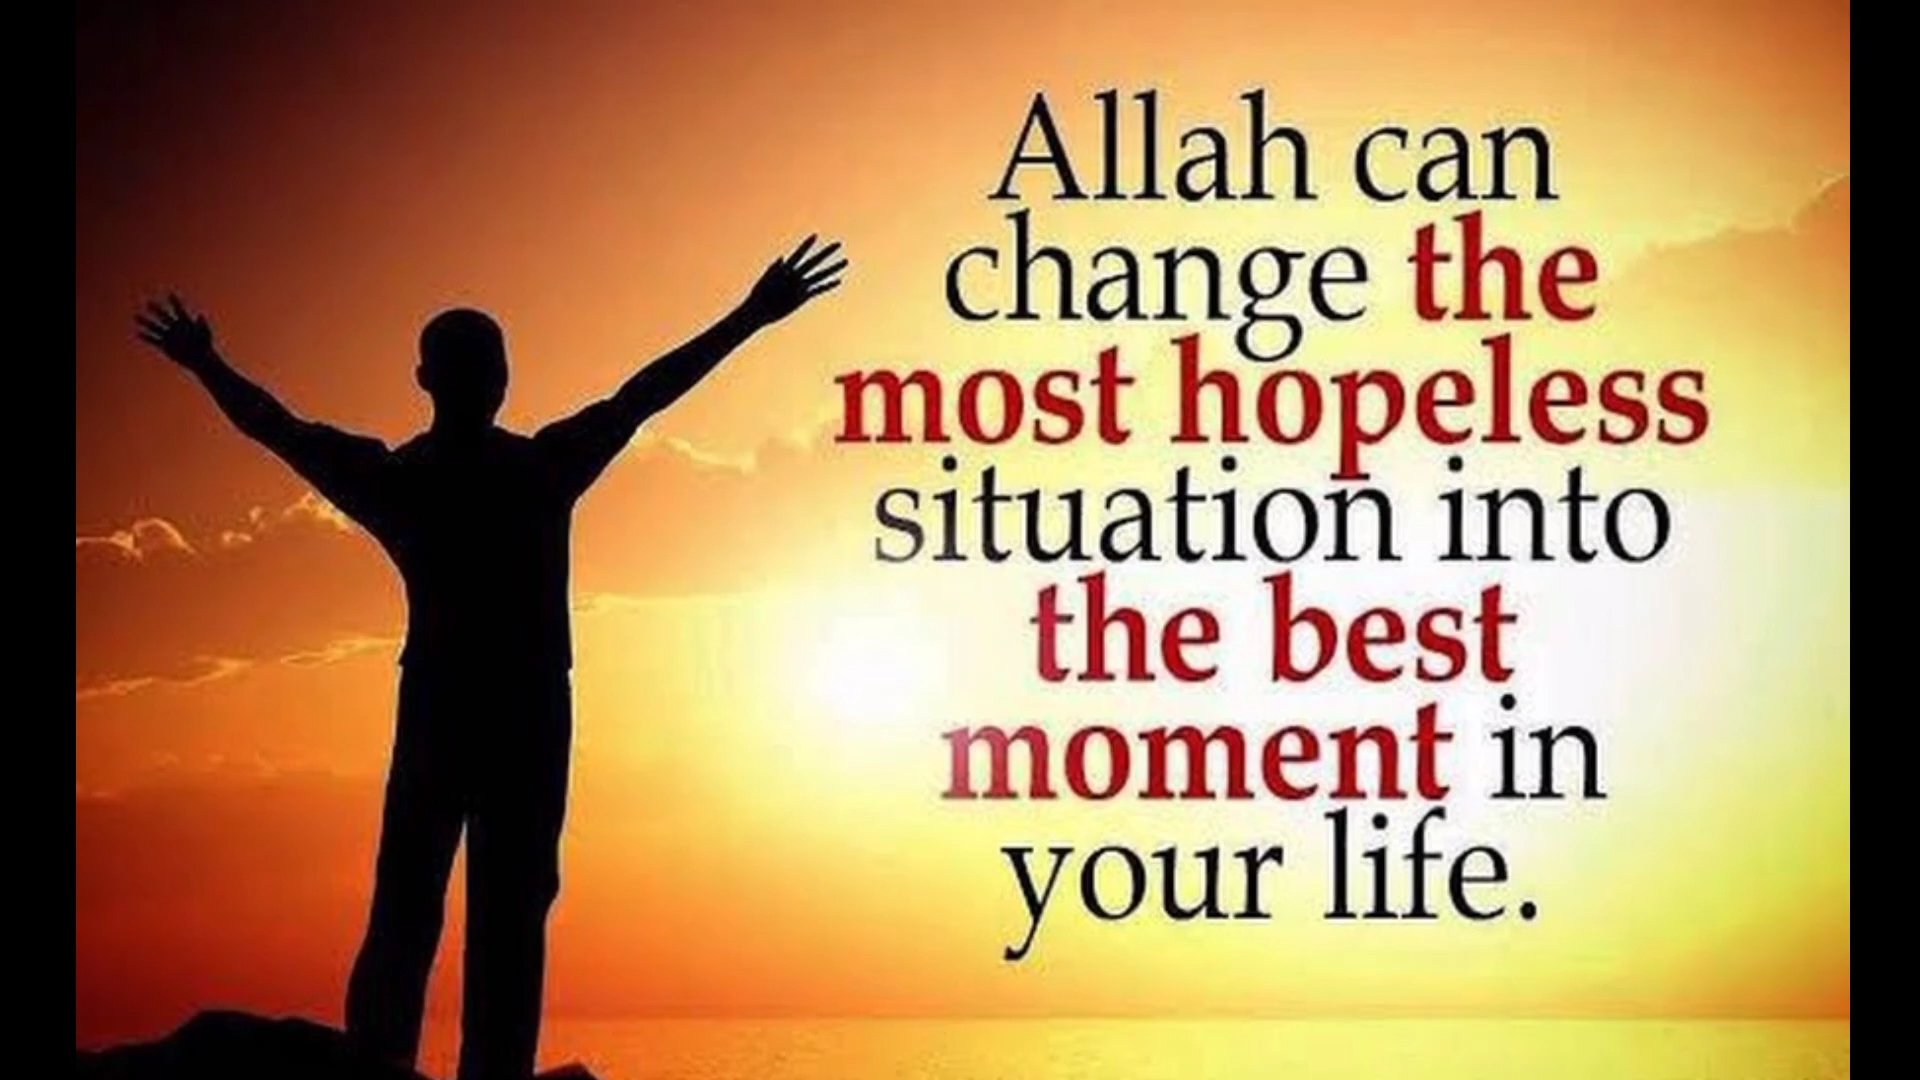 Allah can
change the
most hopeless
situation into
the best
moment in
your life.